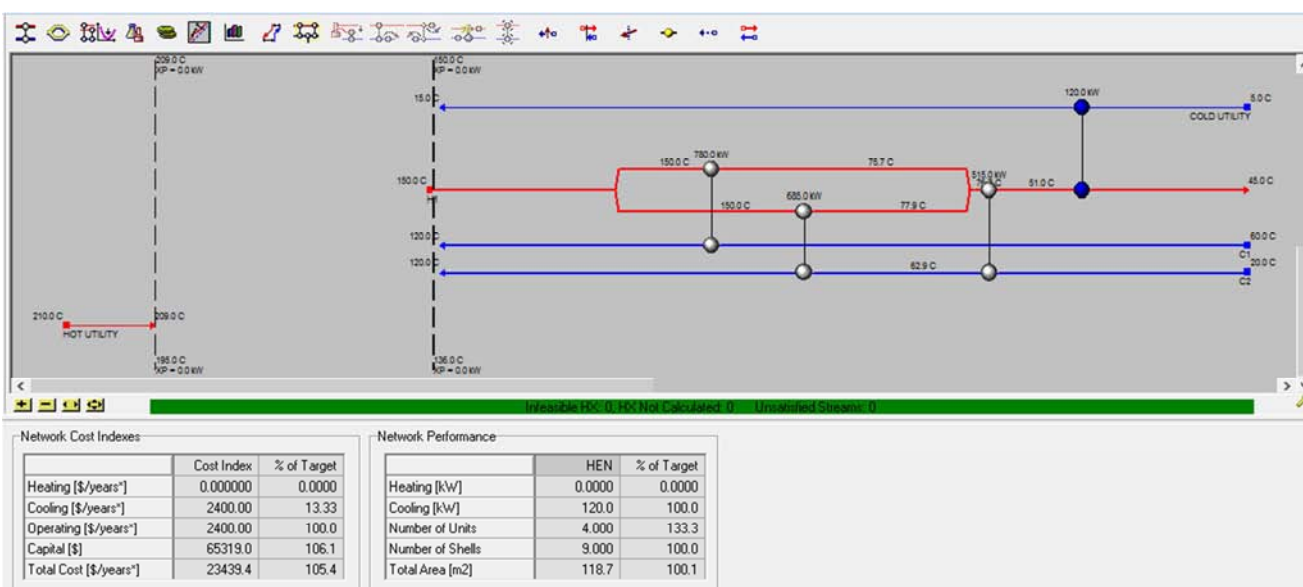 209.0 C
XP = 0.0 kW
150.0 C
XP = 0.0 kW
15.0 C
120.0 kW
5.0 C
COLD UTILITY
150.0 C
H1
150.0 C
780.0 kW
75.7 C
150.0 C
685.0 kW
77.9 C
515.0 kW
51.0 C
45.0 C
120.0 C
60.0 C
C1
120.0 C
62.9 C
20.0 C
C2
210.0 C
209.0 C
HOT UTILITY
195.0 C
XP = 0.0 kW
136.0 C
XP = 0.0 kW
Infeasible HX: 0, HX Not Calculated: 0 Unsatisfied Streams: 0
Network Cost Indexes
Cost Index % of Target
Heating [$/years*] 0.000000 0.0000
Cooling [$/years*] 2400.00 13.33
Operating [$/years*] 2400.00 100.0
Capital [$] 65319.0 106.1
Total Cost [$/years*] 23439.4 105.4
Network Performance
HEN % of Target
Heating [kW] 0.0000 0.0000
Cooling [kW] 120.0 100.0
Number of Units 4.000 133.3
Number of Shells 9.000 100.0
Total Area [m2] 118.7 100.1